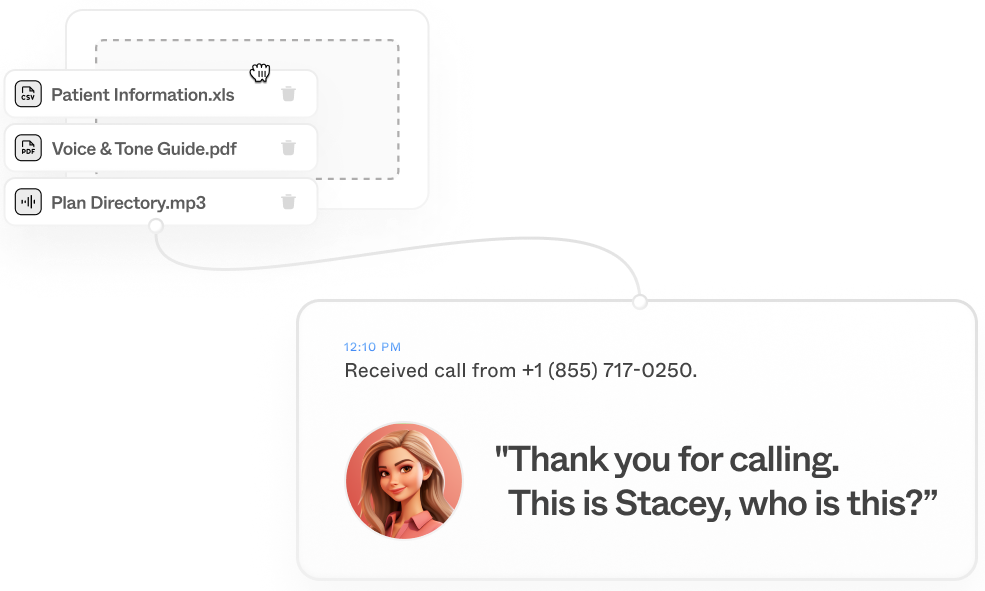 CSV
Patient Information.xls
PDF
Voice & Tone Guide.pdf
Plan Directory.mp3
12:10 PM
Received call from +1 (855) 717-0250.
"Thank you for calling.
This is Stacey, who is this?”